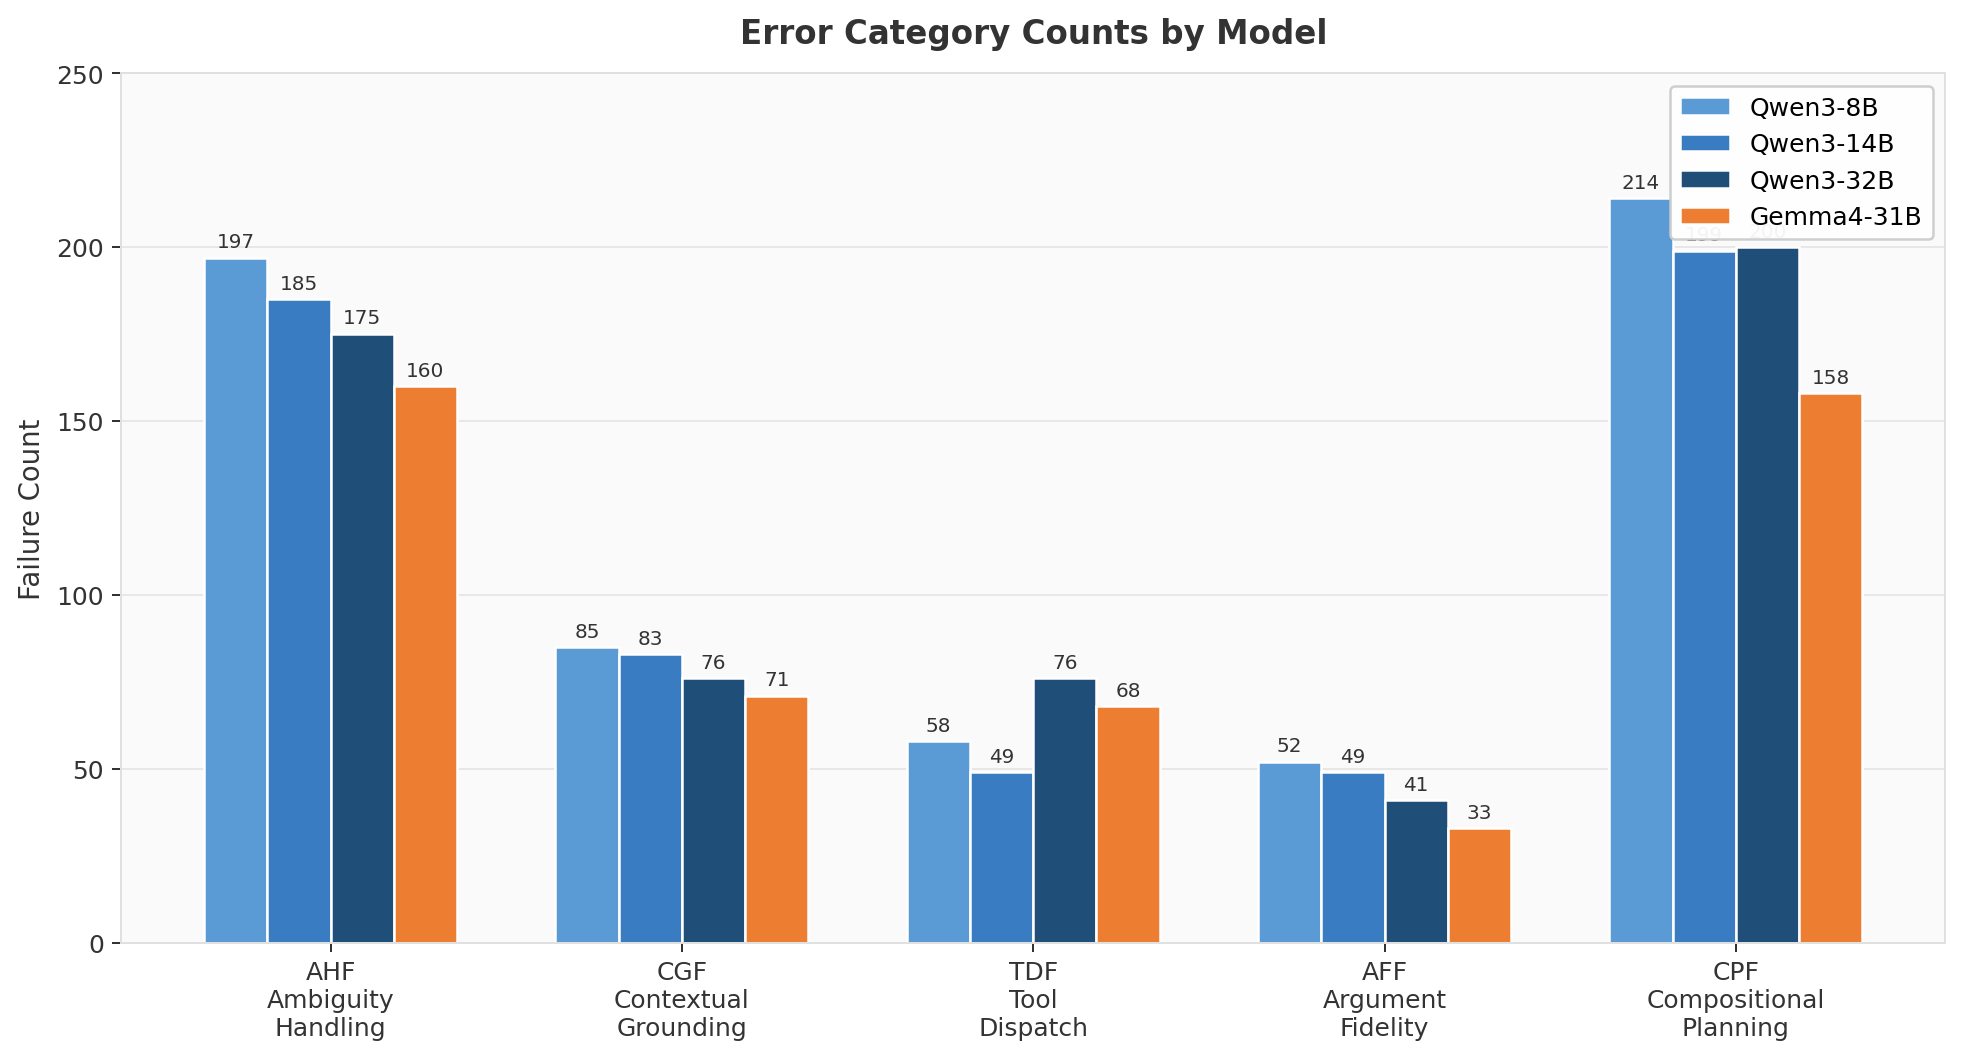 Error Category Counts by Model
Failure Count
250
200
150
100
50
0
Qwen3-8B
Qwen3-14B
Qwen3-32B
Gemma4-31B
197
185
175
160
85
83
76
71
58
49
76
68
52
49
41
33
214
199
200
158
AHF
Ambiguity
Handling
CGF
Contextual
Grounding
TDF
Tool
Dispatch
AFF
Argument
Fidelity
CPF
Compositional
Planning